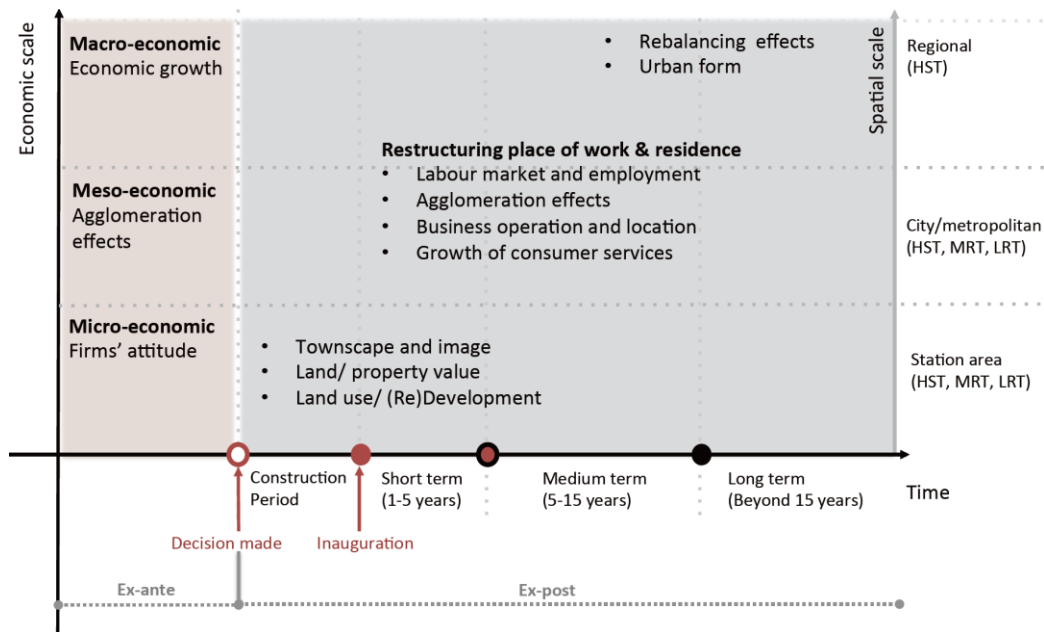 Economic scale
Macro-economic
Economic growth
• Rebalancing effects
• Urban form
Spatial scale
Regional
(HST)
Restructuring place of work & residence
• Labour market and employment
• Agglomeration effects
• Business operation and location
• Growth of consumer services
Meso-economic
Agglomeration
effects
City/metropolitan
(HST, MRT, LRT)
Micro-economic
Firms' attitude
• Townscape and image
• Land/ property value
• Land use/ (Re)Development
Station area
(HST, MRT, LRT)
Construction
Period
Short term
(1-5 years)
Medium term
(5-15 years)
Long term
(Beyond 15 years)
Time
Decision made
Inauguration
Ex-ante
Ex-post